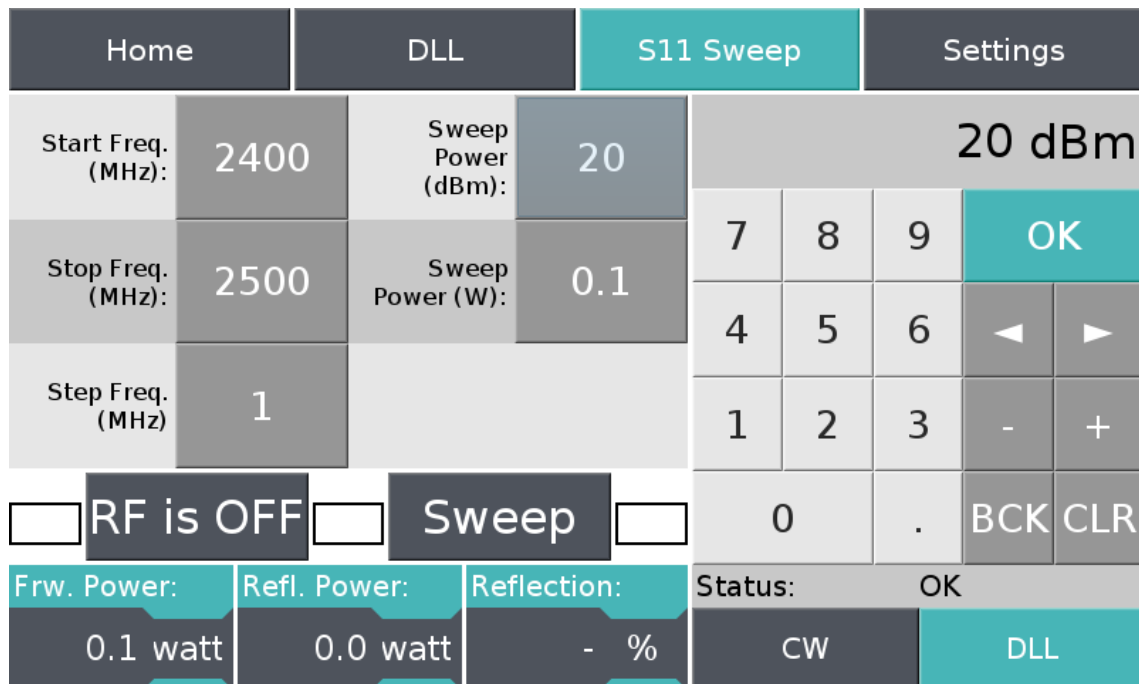 Home
DLL
S11 Sweep
Settings
Start Freq.
(MHz):
2400
Sweep
Power
(dBm):
20
Stop Freq.
(MHz):
2500
Sweep
Power (W):
0.1
Step Freq.
(MHz)
1
RF is OFF
Sweep
Frw. Power:
0.1 watt
Refl. Power:
0.0 watt
Reflection:
- %
20 dBm
7 8 9 OK
4 5 6 ◄ ►
1 2 3 - +
0 . BCK CLR
Status: OK
CW
DLL